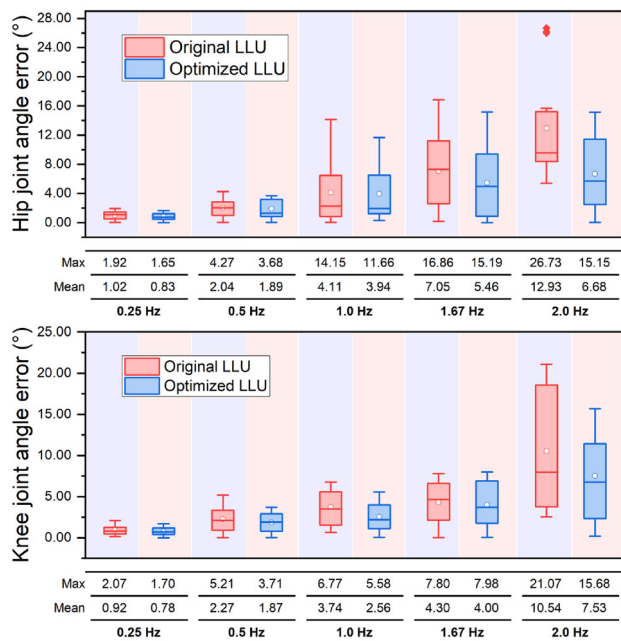 28.00
24.00
20.00
16.00
12.00
8.00
4.00
0.00
Hip joint angle error (°)
Original LLU
Optimized LLU
Max 1.92 1.65 4.27 3.68 14.15 11.66 16.86 15.19 26.73 15.15
Mean 1.02 0.83 2.04 1.89 4.11 3.94 7.05 5.46 12.93 6.68
0.25 Hz 0.5 Hz 1.0 Hz 1.67 Hz 2.0 Hz
25.00
20.00
15.00
10.00
5.00
0.00
Knee joint angle error (°)
Original LLU
Optimized LLU
Max 2.07 1.70 5.21 3.71 6.77 5.58 7.80 7.98 21.07 15.68
Mean 0.92 0.78 2.27 1.87 3.74 2.56 4.30 4.00 10.54 7.53
0.25 Hz 0.5 Hz 1.0 Hz 1.67 Hz 2.0 Hz